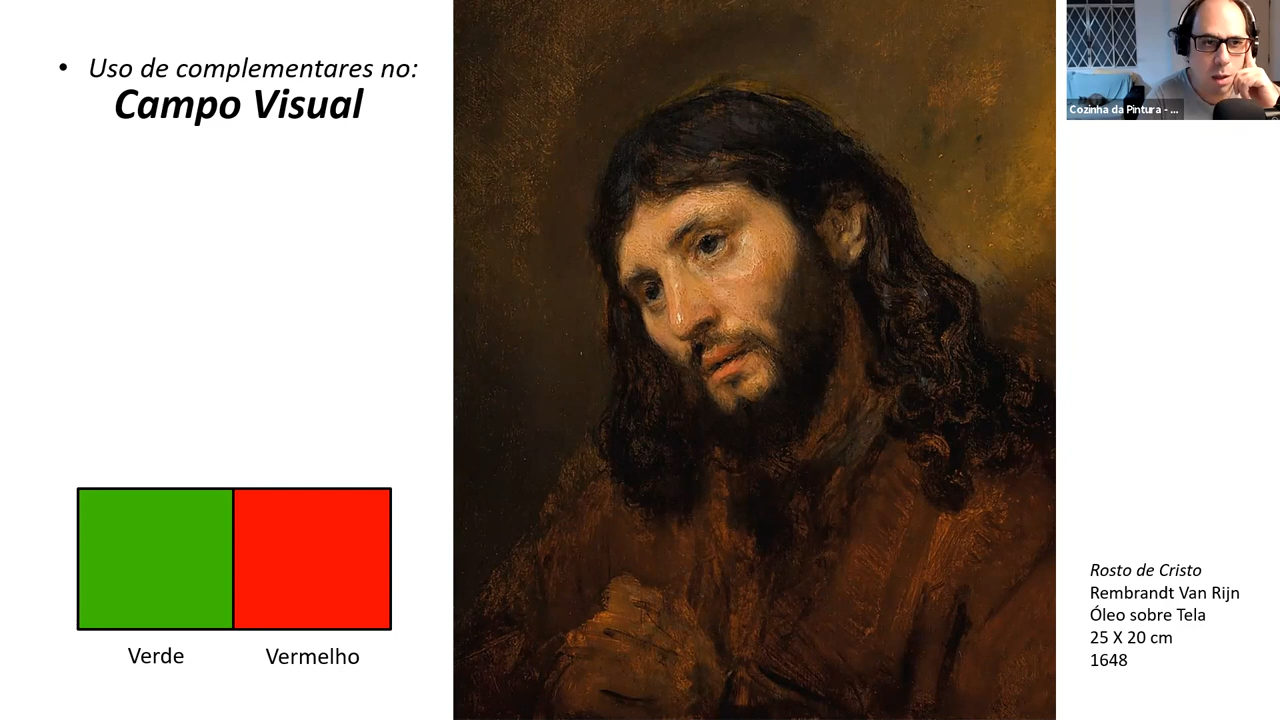 • Uso de complementares no:
Campo Visual
Cozinha da Pintura - ...
Verde
Vermelho
Rosto de Cristo
Rembrandt Van Rijn
Óleo sobre Tela
25 X 20 cm
1648